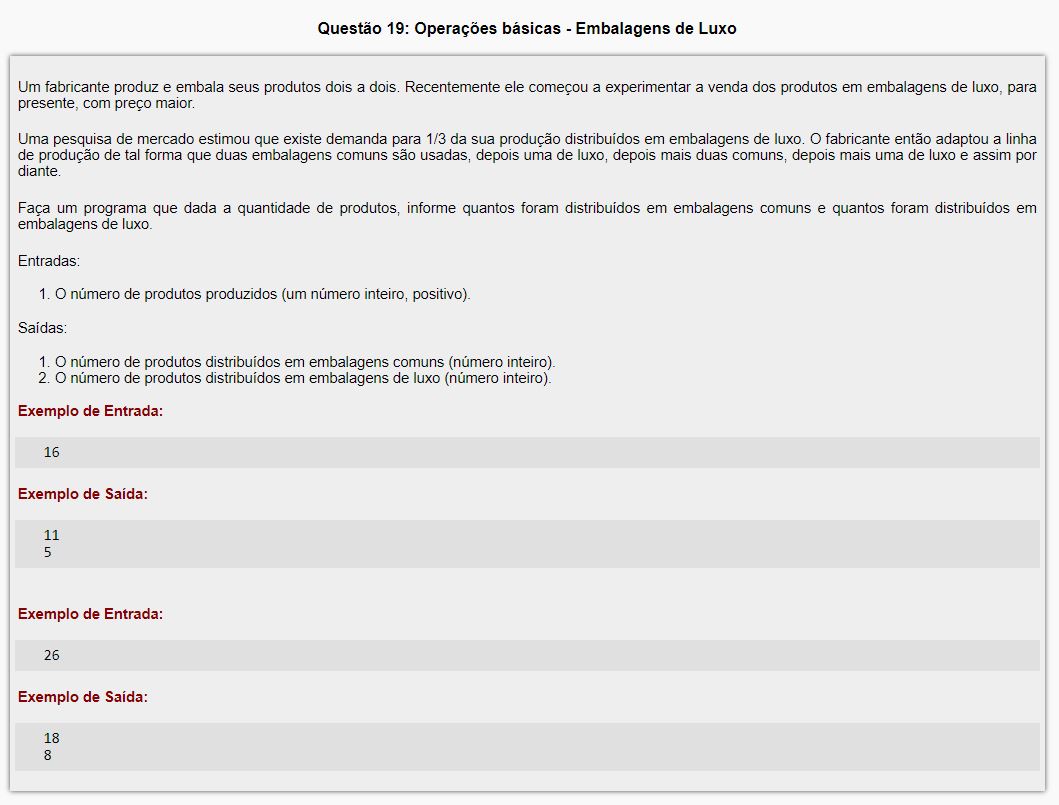 Questão 19: Operações básicas - Embalagens de Luxo
Um fabricante produz e embala seus produtos dois a dois. Recentemente ele começou a experimentar a venda dos produtos em embalagens de luxo, para
presente, com preço maior.
Uma pesquisa de mercado estimou que existe demanda para 1/3 da sua produção distribuídos em embalagens de luxo. O fabricante então adaptou a linha
de produção de tal forma que duas embalagens comuns são usadas, depois uma de luxo, depois mais duas comuns, depois mais uma de luxo e assim por
diante.
Faça um programa que dada a quantidade de produtos, informe quantos foram distribuídos em embalagens comuns e quantos foram distribuídos em
embalagens de luxo.
Entradas:
1. O número de produtos produzidos (um número inteiro, positivo).
Saídas:
1. O número de produtos distribuídos em embalagens comuns (número inteiro).
2. O número de produtos distribuídos em embalagens de luxo (número inteiro).
Exemplo de Entrada:
16
Exemplo de Saída:
11
5
Exemplo de Entrada:
26
Exemplo de Saída:
18
8